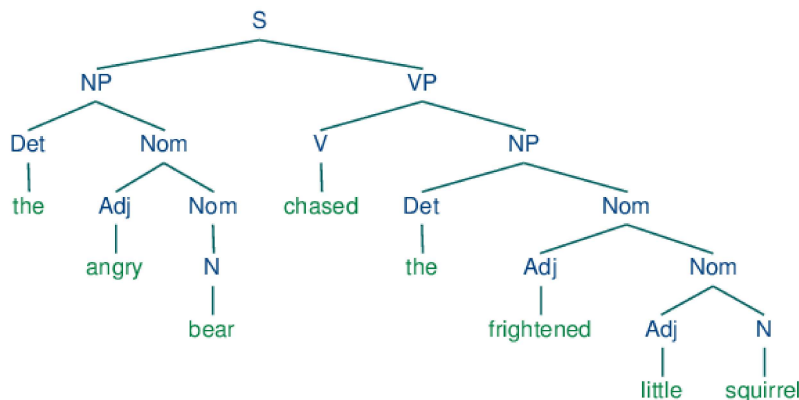 S
NP VP
Det Nom V NP
the Adj Nom chased Det Nom
angry N the Adj Nom
bear frightened Adj N
little squirrel